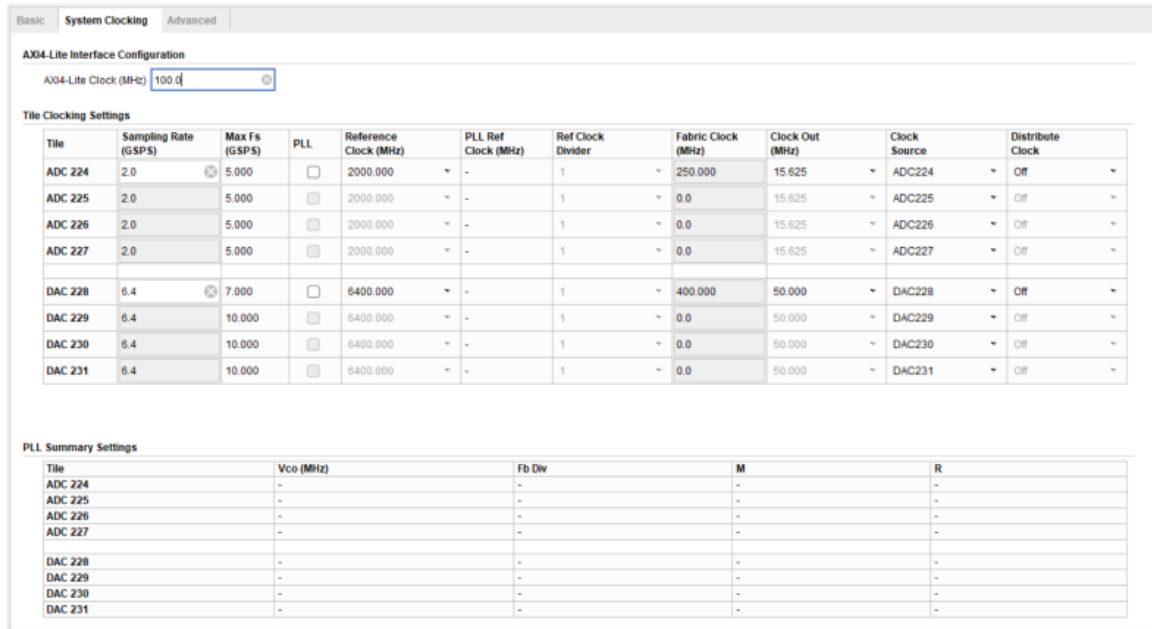 Basic System Clocking Advanced
AXI4-Lite Interface Configuration
AXI4-Lite Clock (MHz) 100.0
Tile Clocking Settings
Tile Sampling Rate (GSPS) Max Fs (GSPS) PLL Reference Clock (MHz) PLL Ref Clock (MHz) Ref Clock Divider Fabric Clock (MHz) Clock Out (MHz) Clock Source Distribute Clock
ADC 224 2.0 5.000 2000.000 - 1 250.000 15.625 ADC224 Off
ADC 225 2.0 5.000 2000.000 - 1 0.0 15.625 ADC225 Off
ADC 226 2.0 5.000 2000.000 - 1 0.0 15.625 ADC226 Off
ADC 227 2.0 5.000 2000.000 - 1 0.0 15.625 ADC227 Off
DAC 228 6.4 7.000 6400.000 - 1 400.000 50.000 DAC228 Off
DAC 229 6.4 10.000 6400.000 - 1 0.0 50.000 DAC229 Off
DAC 230 6.4 10.000 6400.000 - 1 0.0 50.000 DAC230 Off
DAC 231 6.4 10.000 6400.000 - 1 0.0 50.000 DAC231 Off
PLL Summary Settings
Tile Vco (MHz) Fb Div M R
ADC 224 - - - -
ADC 225 - - - -
ADC 226 - - - -
ADC 227 - - - -
DAC 228 - - - -
DAC 229 - - - -
DAC 230 - - - -
DAC 231 - - - -